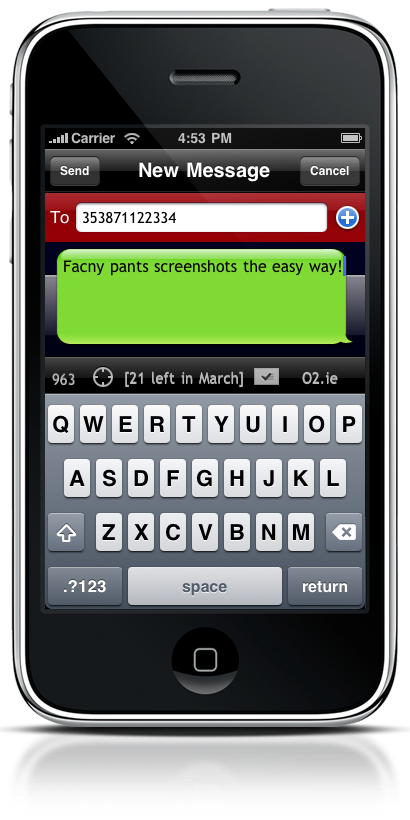 Carrier 4:53 PM
Send New Message Cancel
To 353871122334
Facny pants screenshots the easy way!
963 [21 left in March] O2.ie
Q W E R T Y U I O P
A S D F G H J K L
Z X C V B N M
.?123 space return